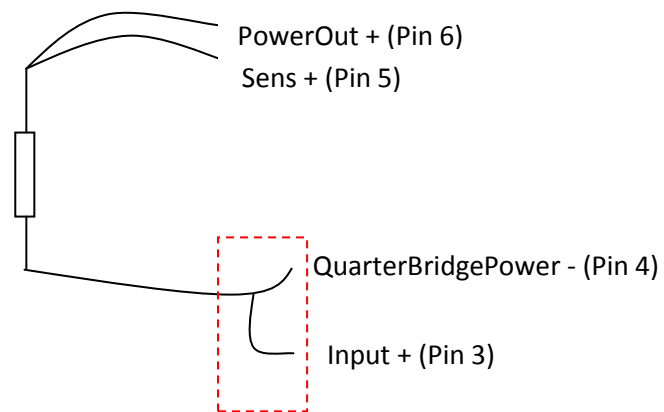 PowerOut + (Pin 6)
Sens + (Pin 5)
QuarterBridgePower - (Pin 4)
Input + (Pin 3)